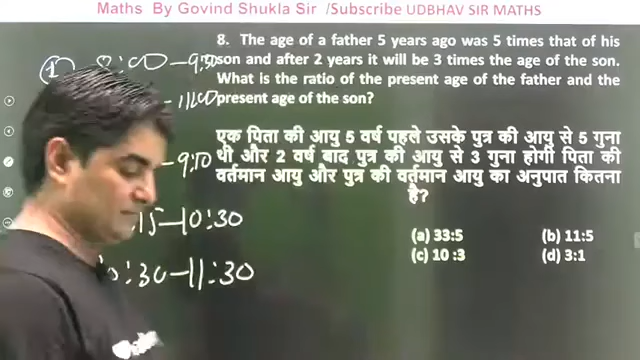 Maths By Govind Shukla Sir /Subscribe UDBHAV SIR MATHS
8. The age of a father 5 years ago was 5 times that of his
son and after 2 years it will be 3 times the age of the son.
What is the ratio of the present age of the father and the
present age of the son?
एक पिता की आयु 5 वर्ष पहले उसके पुत्र की आयु से 5 गुना
थी और 2 वर्ष बाद पुत्र की आयु से 3 गुना होगी पिता की
वर्तमान आयु और पुत्र की वर्तमान आयु का अनुपात कितना
है?
(a) 33:5 (b) 11:5
(c) 10 :3 (d) 3:1
① :00-9:30
-11:00
-9:10
:15-10:30
:30-11:30